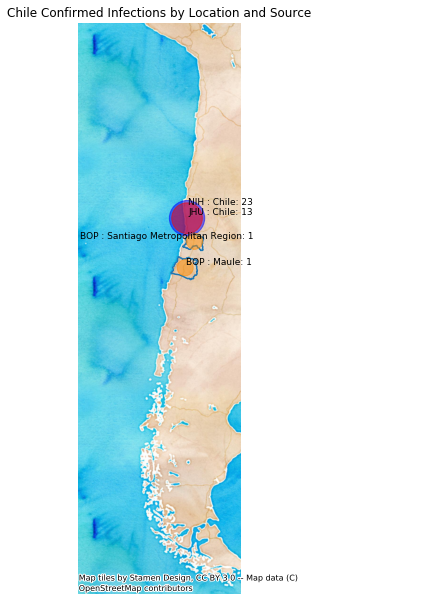 Chile Confirmed Infections by Location and Source
NIH : Chile: 23
JHU : Chile: 13
BOP : Santiago Metropolitan Region: 1
BOP : Maule: 1
Map tiles by Stamen Design, CC BY 3.0 -- Map data (C)
OpenStreetMap contributors